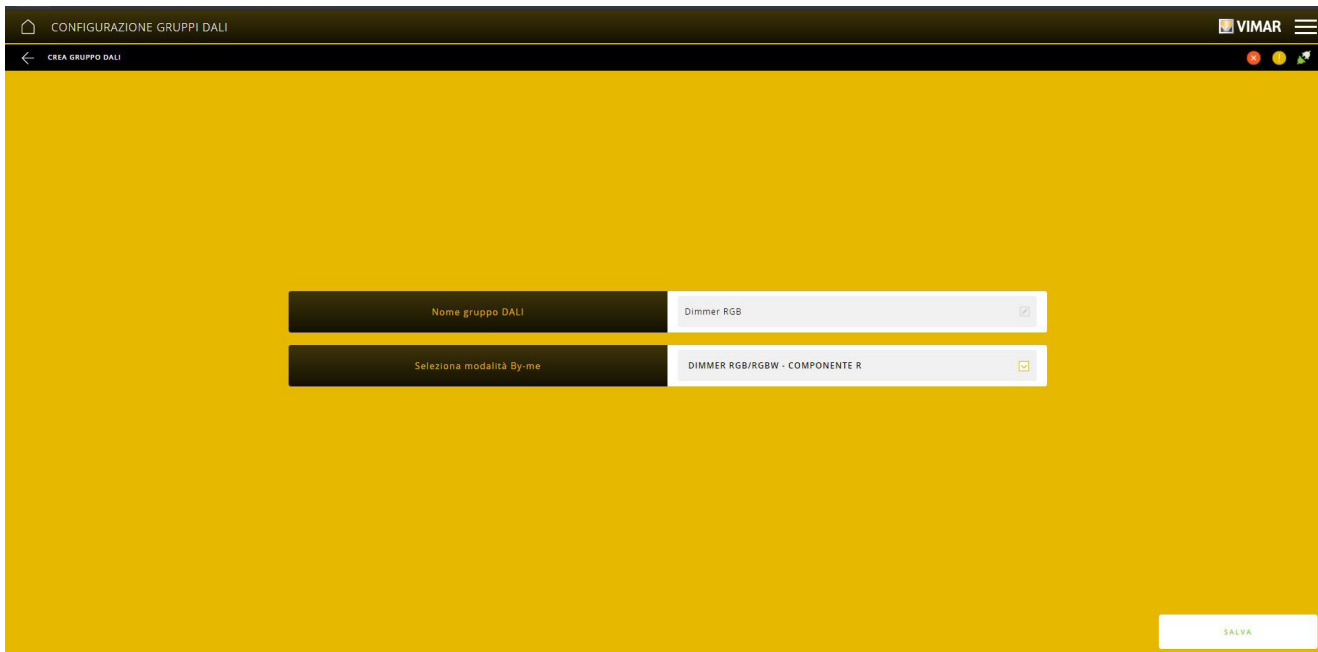 CONFIGURAZIONE GRUPPI DALI
VIMAR
CREA GRUPPO DALI
Nome gruppo DALI
Dimmer RGB
Seleziona modalità By-me
DIMMER RGB/RGBW - COMPONENTE R
SALVA